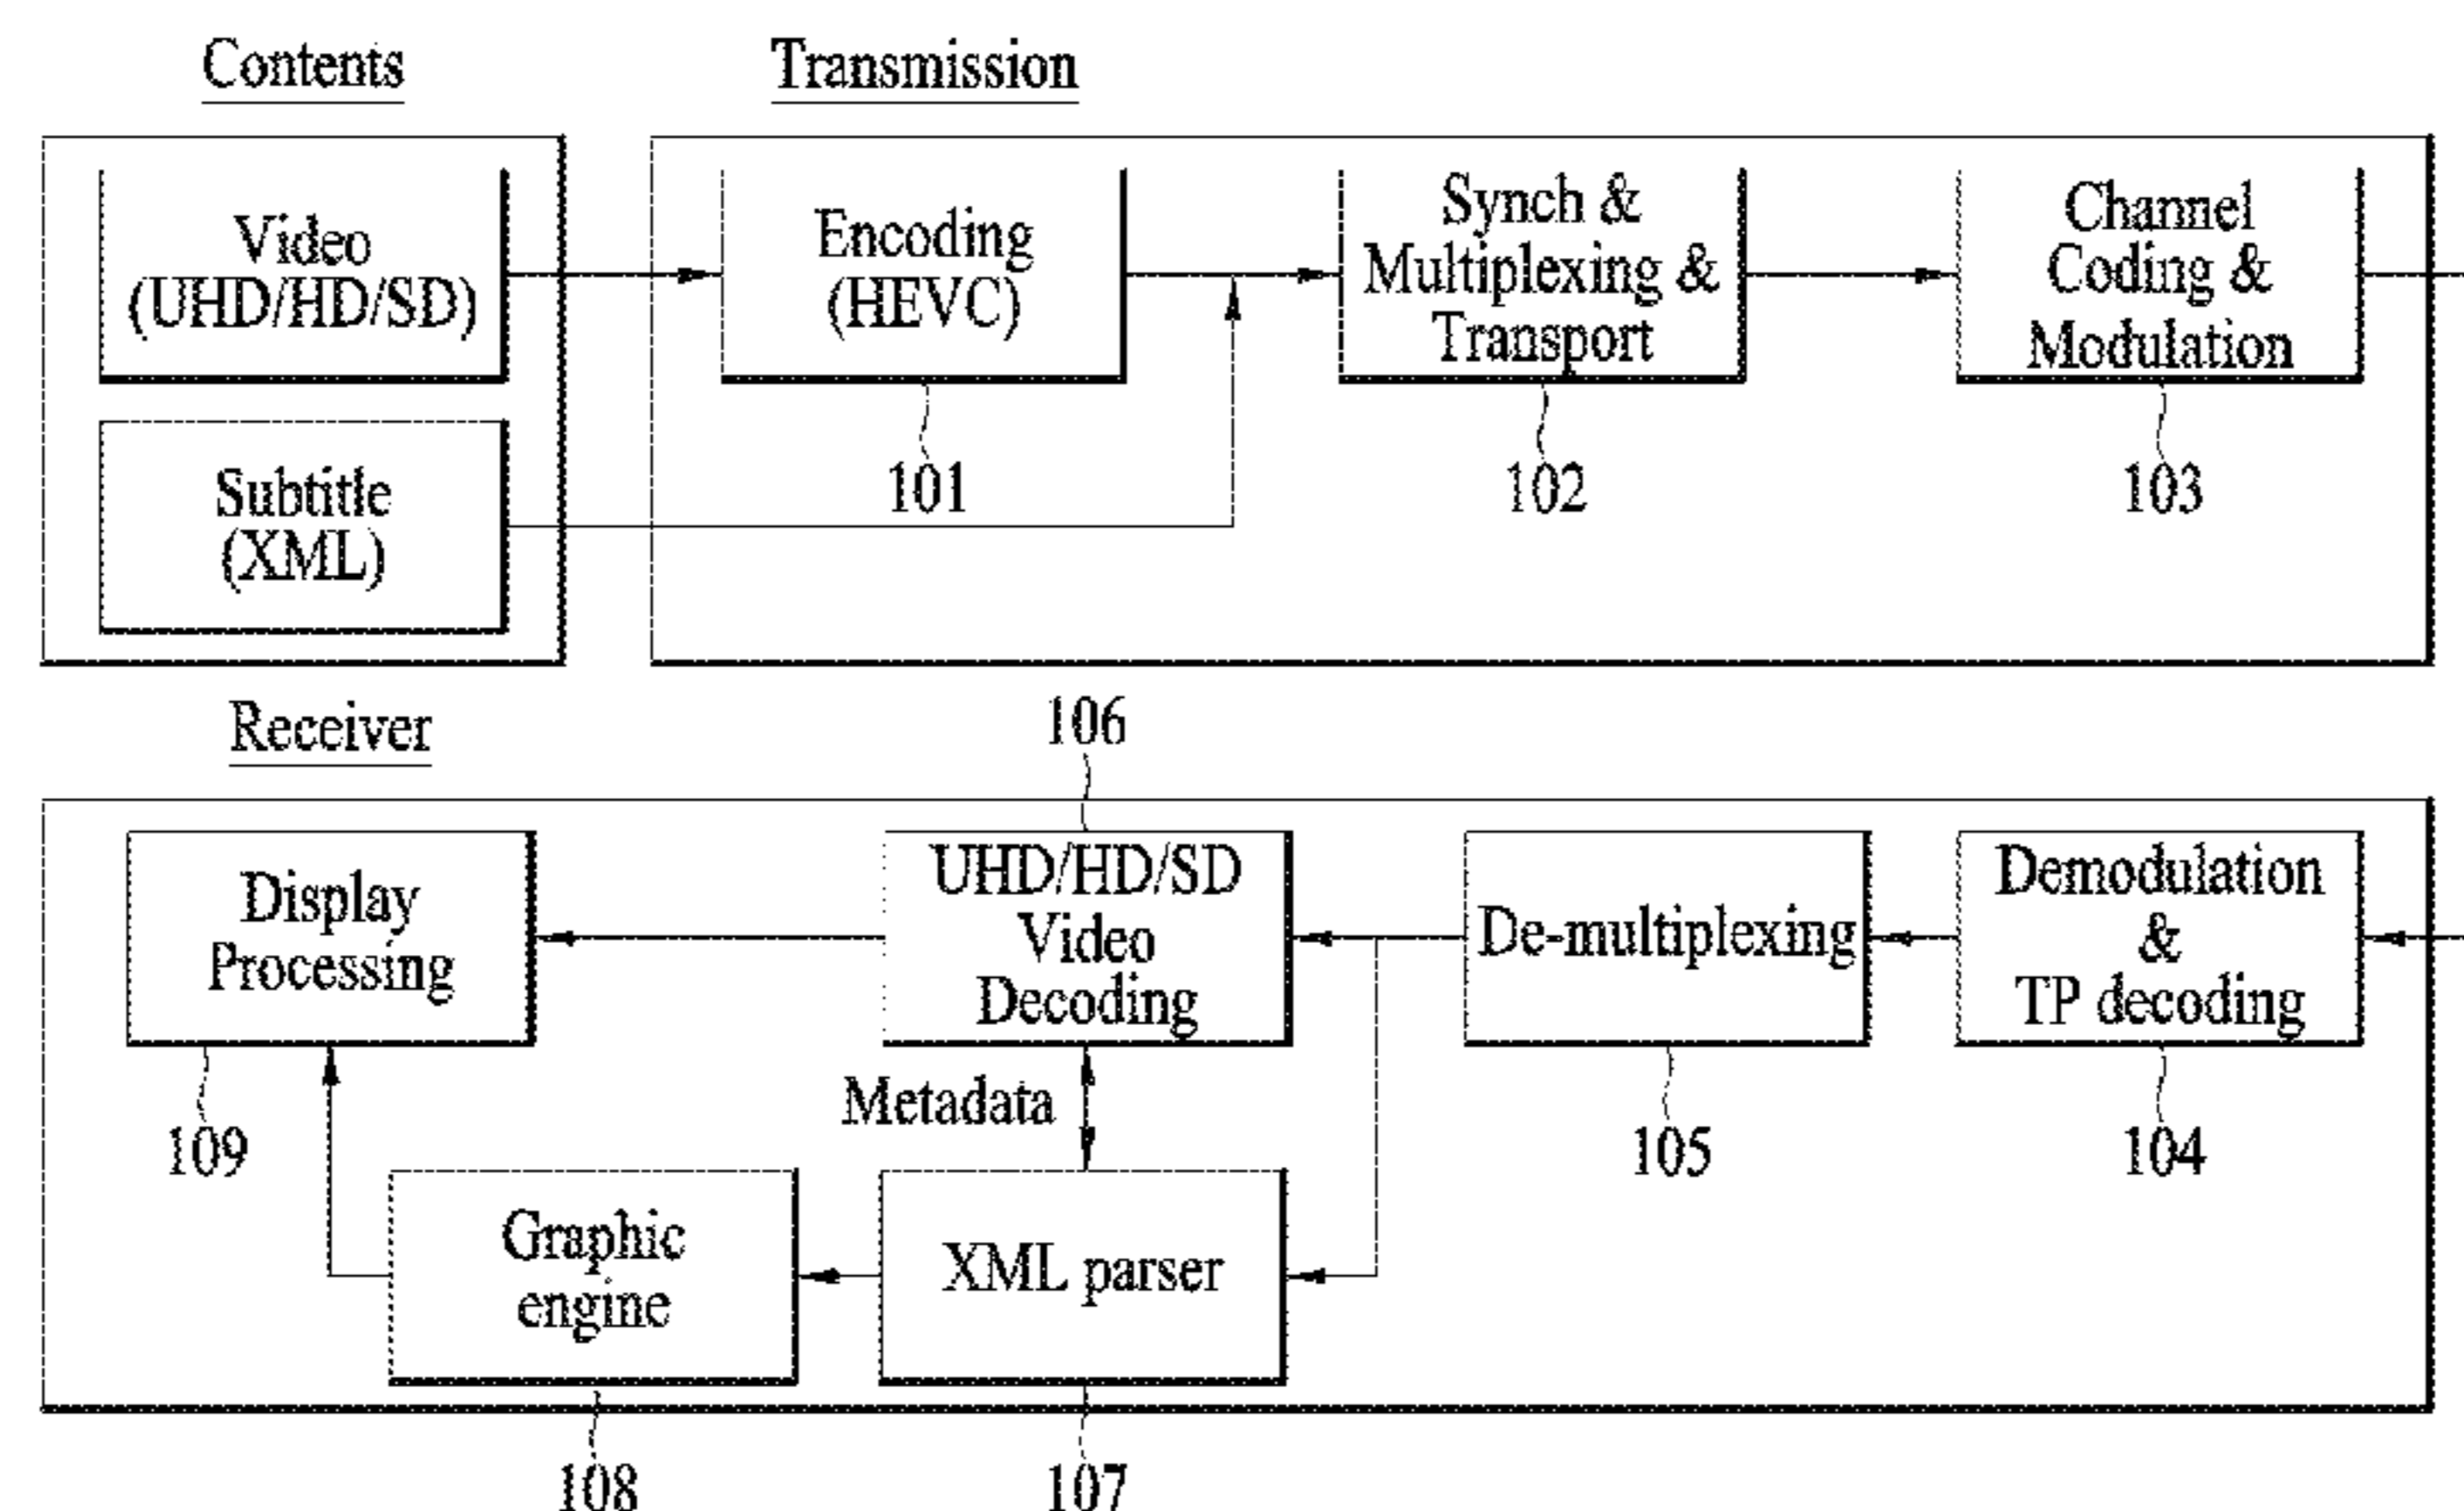 Contents
Transmission
Video
(UHD/HD/SD)
Encoding
(HEVC)
Synch &
Multiplexing &
Transport
Channel
Coding &
Modulation
Subtitle
(XML)
101
102
103
Receiver
106
Display
Processing
UHD/HD/SD
Video
Decoding
De-multiplexing
Demodulation
&
TP decoding
109
Metadata
105
104
Graphic
engine
XML parser
108
107